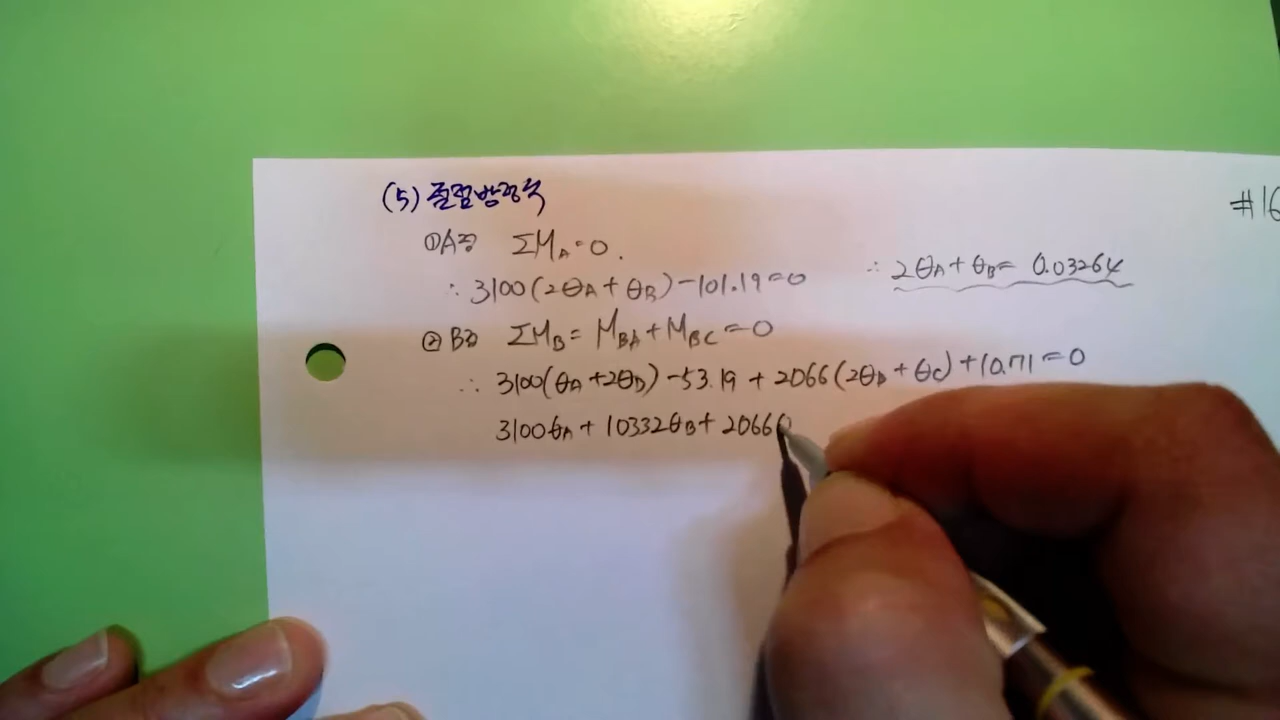 (5) 절점방정식
#16
①A점 ΣM_A=0.
∴ 3100(2θ_A+θ_B)-101.19=0 ∴ 2θ_A+θ_B=0.03264
②B점 ΣM_B=M_BA+M_BC=0
∴ 3100(θ_A+2θ_B)-53.19+2066(2θ_B+θ_C)+10.71=0
3100θ_A+10332θ_B+2066θ